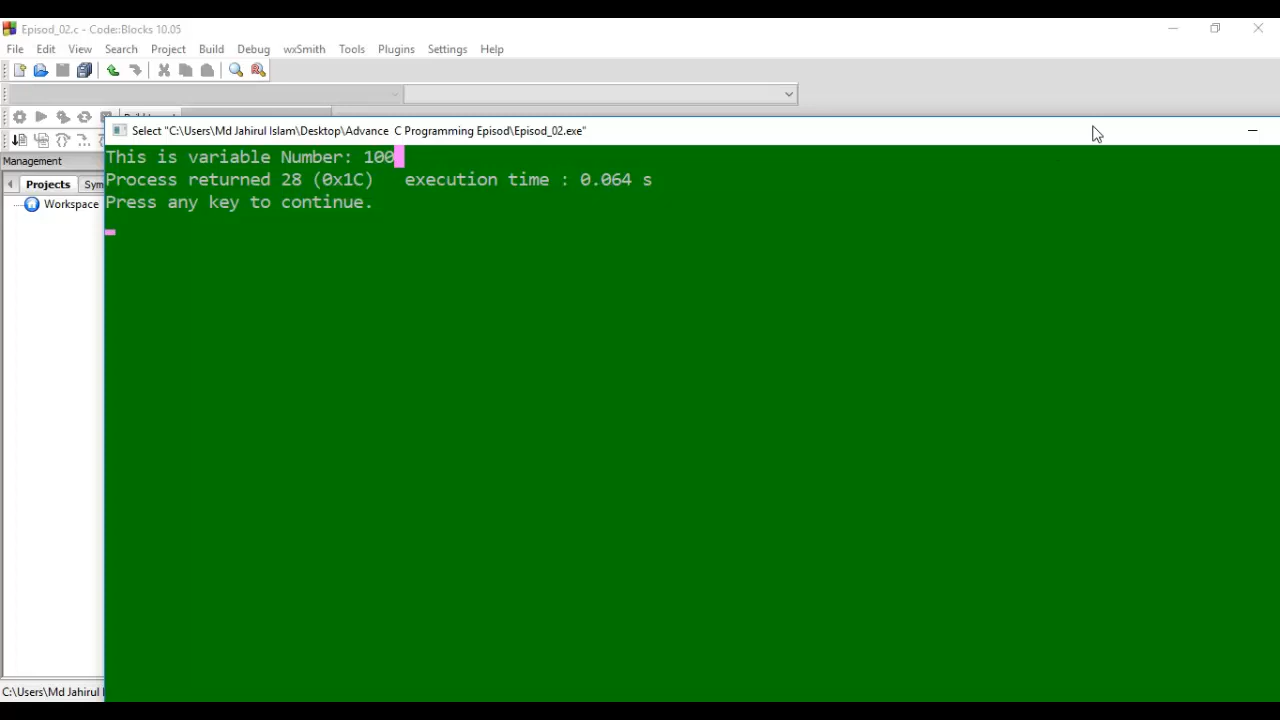 Episod_02.c - Code::Blocks 10.05
File Edit View Search Project Build Debug wxSmith Tools Plugins Settings Help
Select "C:\Users\Md Jahirul Islam\Desktop\Advance C Programming Episod\Episod_02.exe"
Management
Projects Sym
Workspace
This is variable Number: 100
Process returned 28 (0x1C) execution time : 0.064 s
Press any key to continue.
C:\Users\Md Jahirul